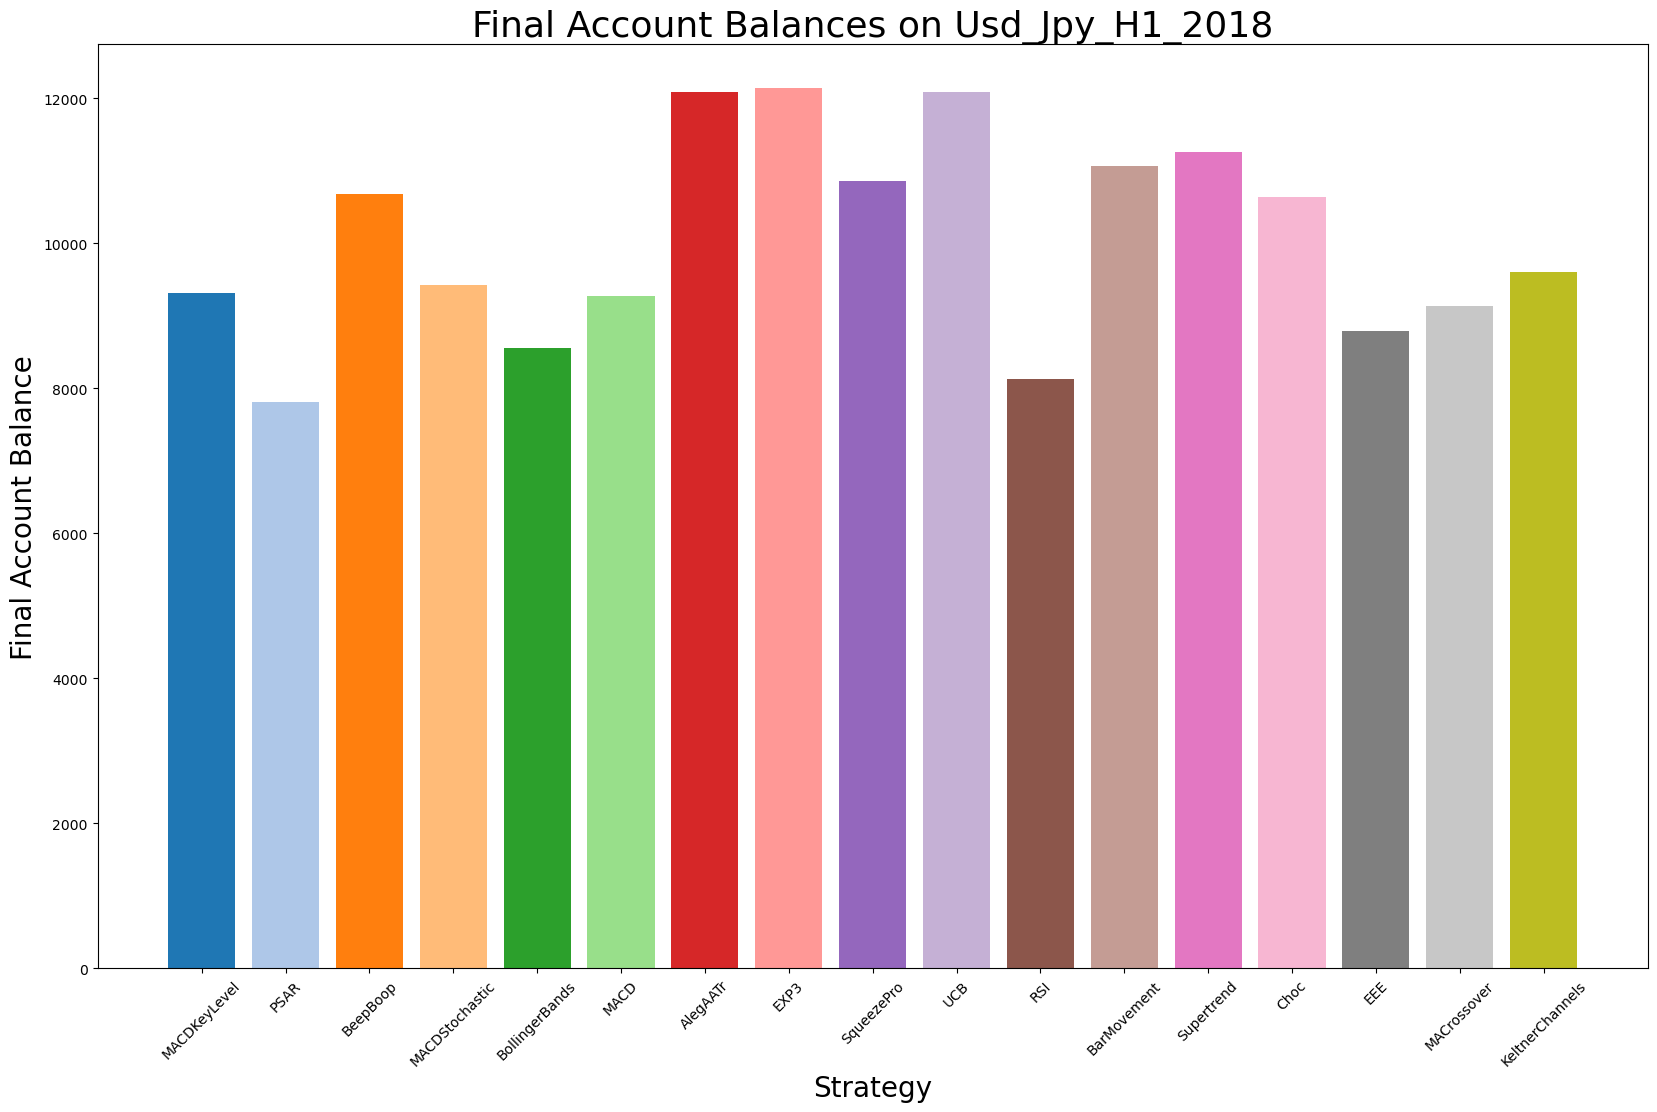 Final Account Balances on Usd_Jpy_H1_2018
Final Account Balance
12000
10000
8000
6000
4000
2000
0
MACDKeyLevel
PSAR
BeepBoop
MACDStochastic
BollingerBands
MACD
AlegAATr
EXP3
SqueezePro
UCB
RSI
BarMovement
Supertrend
Choc
EEE
MACrossover
KeltnerChannels
Strategy